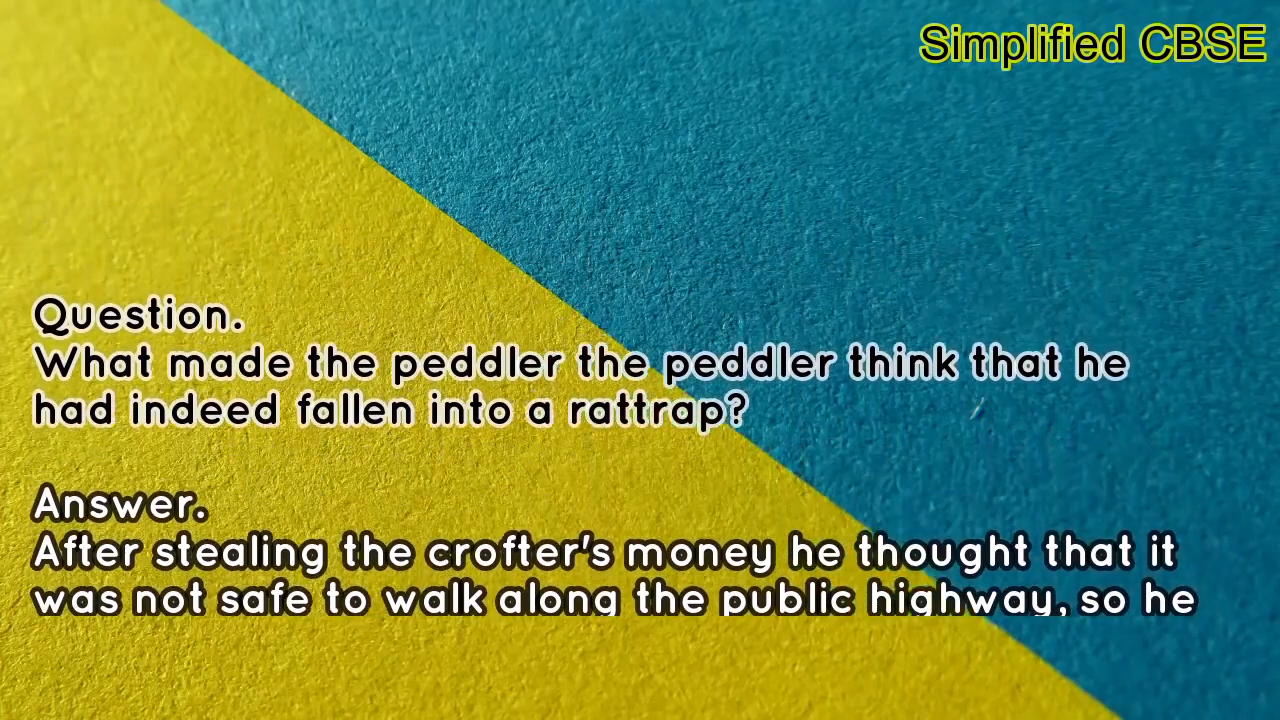 Simplified CBSE
Question.
What made the peddler the peddler think that he
had indeed fallen into a rattrap?
Answer.
After stealing the crofter's money he thought that it
was not safe to walk along the public highway, so he